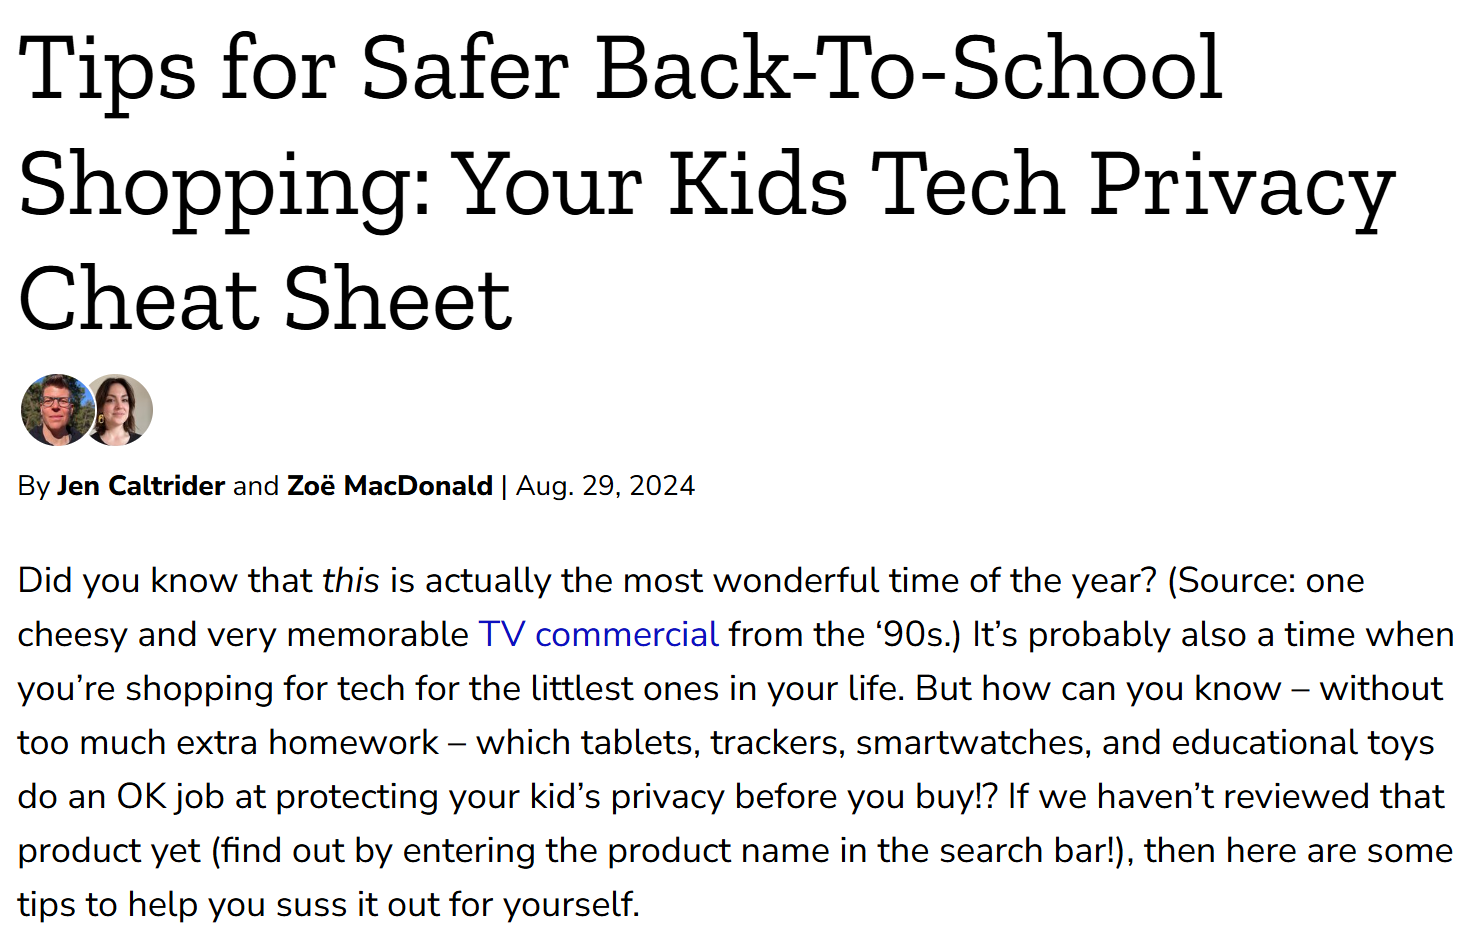 Tips for Safer Back-To-School
Shopping: Your Kids Tech Privacy
Cheat Sheet
By Jen Caltrider and Zoë MacDonald | Aug. 29, 2024
Did you know that this is actually the most wonderful time of the year? (Source: one
cheesy and very memorable TV commercial from the ‘90s.) It’s probably also a time when
you’re shopping for tech for the littlest ones in your life. But how can you know – without
too much extra homework – which tablets, trackers, smartwatches, and educational toys
do an OK job at protecting your kid’s privacy before you buy!? If we haven’t reviewed that
product yet (find out by entering the product name in the search bar!), then here are some
tips to help you suss it out for yourself.